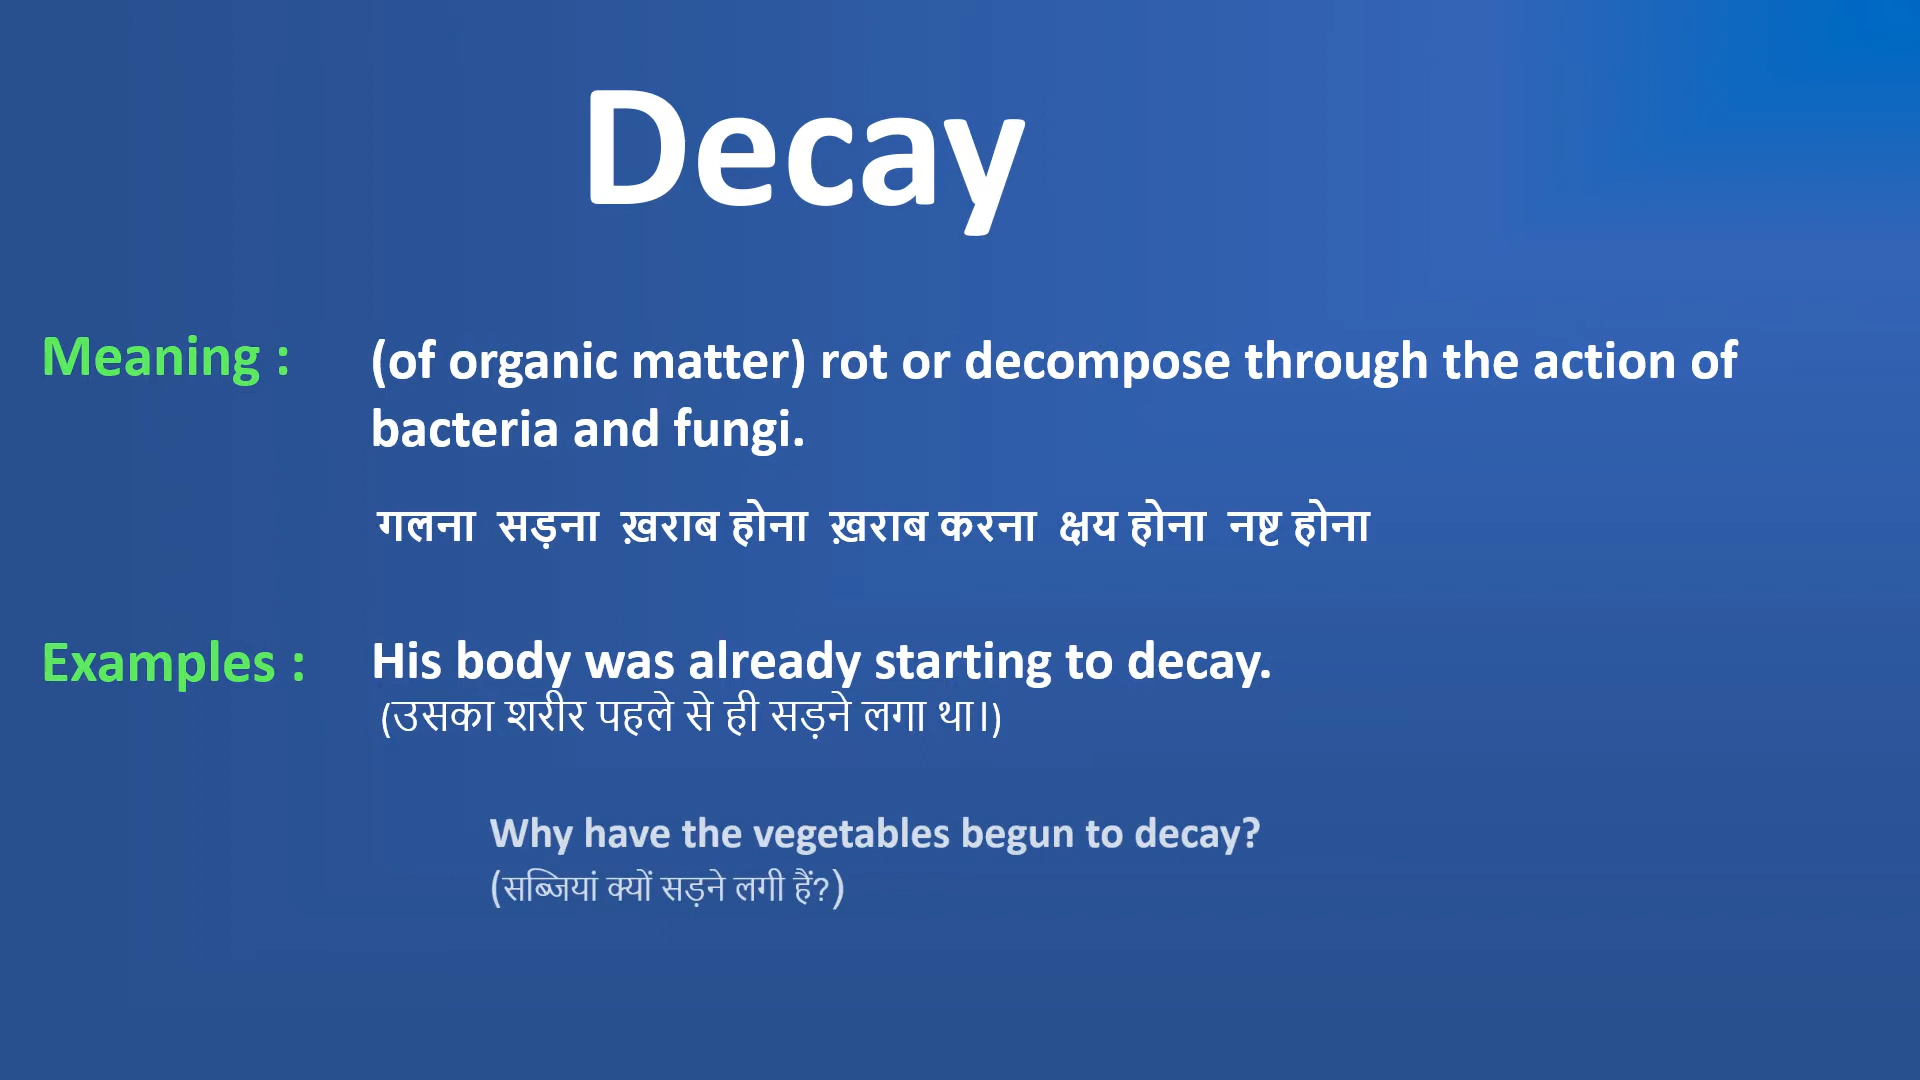 Decay
Meaning :
(of organic matter) rot or decompose through the action of
bacteria and fungi.
गलना सड़ना ख़राब होना ख़राब करना क्षय होना नष्ट होना
Examples :
His body was already starting to decay.
(उसका शरीर पहले से ही सड़ने लगा था।)
Why have the vegetables begun to decay?
(सब्जियां क्यों सड़ने लगी हैं?)